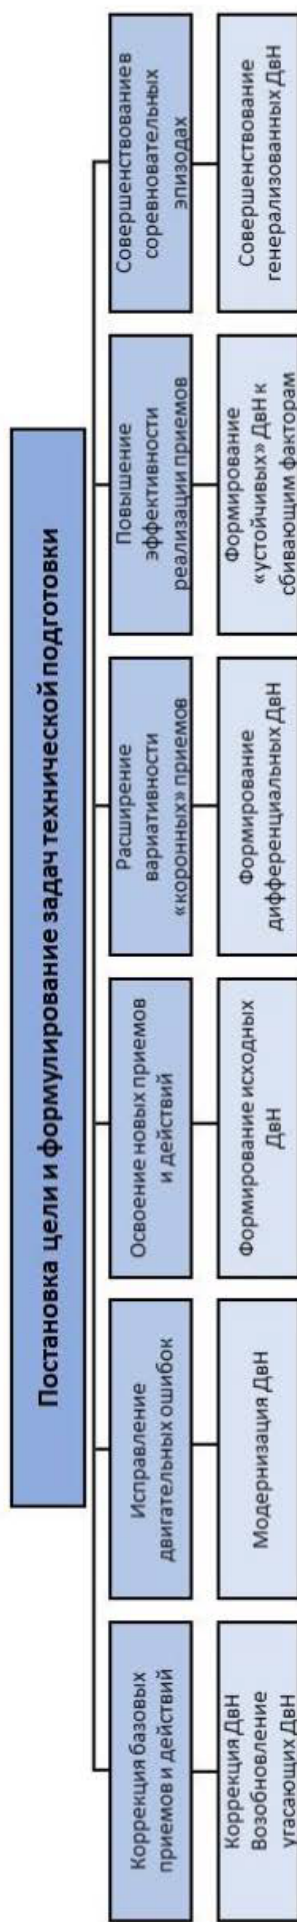 Постановка цели и формулирование задач технической подготовки
Коррекция базовых
приемов и действий
Исправление
двигательных ошибок
Освоение новых приемов
и действий
Расширение
вариативности
«коронных» приемов
Повышение
эффективности
реализации приемов
Совершенствованиев
соревновательных
эпизодах
Коррекция ДвН
Возобновление
угасающих ДвН
Модернизация ДвН
Формирование исходных
ДвН
Формирование
дифференциальных ДвН
Формирование
«устойчивых» ДвН к
сбивающим факторам
Совершенствование
генерализованных ДвН